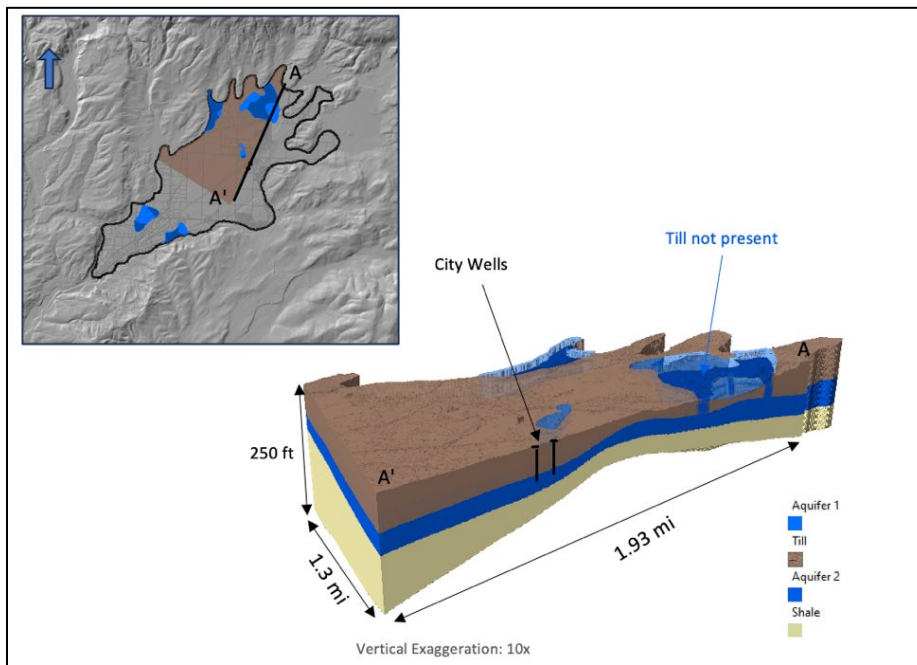 A
A'
Till not present
City Wells
A
250 ft
A'
1.3 mi
1.93 mi
Aquifer 1
Till
Aquifer 2
Shale
Vertical Exaggeration: 10x